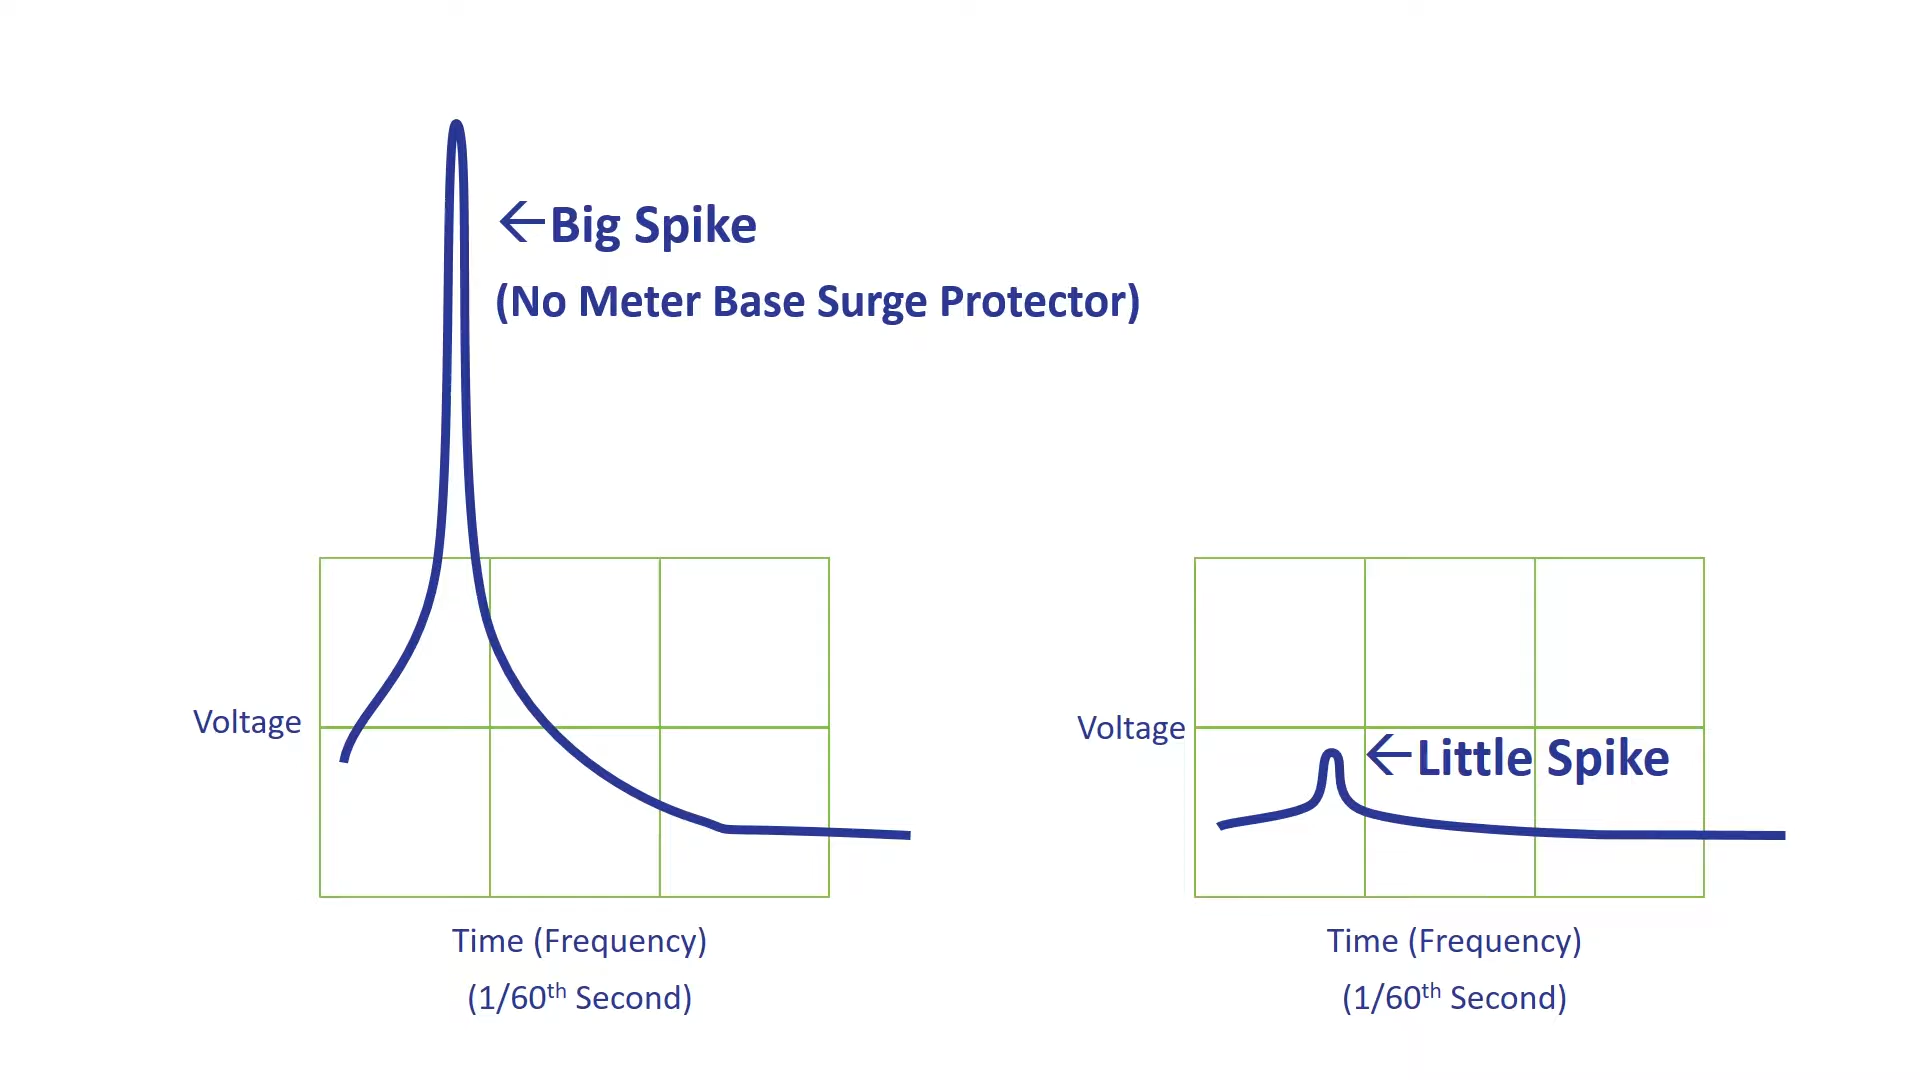 ←Big Spike
(No Meter Base Surge Protector)
Voltage
Time (Frequency)
(1/60th Second)
Voltage
←Little Spike
Time (Frequency)
(1/60th Second)